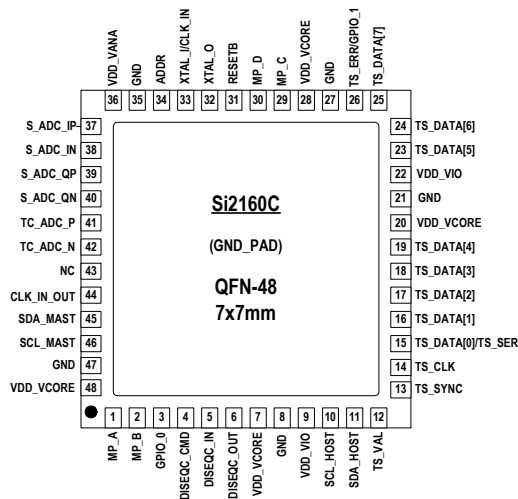 VDD_VANA
GND
ADDR
XTAL_I/CLK_IN
XTAL_O
RESETB
MP_D
MP_C
VDD_VCORE
GND
TS_ERR/GPIO_1
TS_DATA[7]
36 35 34 33 32 31 30 29 28 27 26 25
S_ADC_IP 37
S_ADC_IN 38
S_ADC_QP 39
S_ADC_QN 40
TC_ADC_P 41
TC_ADC_N 42
NC 43
CLK_IN_OUT 44
SDA_MAST 45
SCL_MAST 46
GND 47
VDD_VCORE 48
Si2160C
(GND_PAD)
QFN-48
7x7mm
24 TS_DATA[6]
23 TS_DATA[5]
22 VDD_VIO
21 GND
20 VDD_VCORE
19 TS_DATA[4]
18 TS_DATA[3]
17 TS_DATA[2]
16 TS_DATA[1]
15 TS_DATA[0]/TS_SER
14 TS_CLK
13 TS_SYNC
1 2 3 4 5 6 7 8 9 10 11 12
MP_A
MP_B
GPIO_0
DISEQC_CMD
DISEQC_IN
DISEQC_OUT
VDD_VCORE
GND
VDD_VIO
SCL_HOST
SDA_HOST
TS_VAL